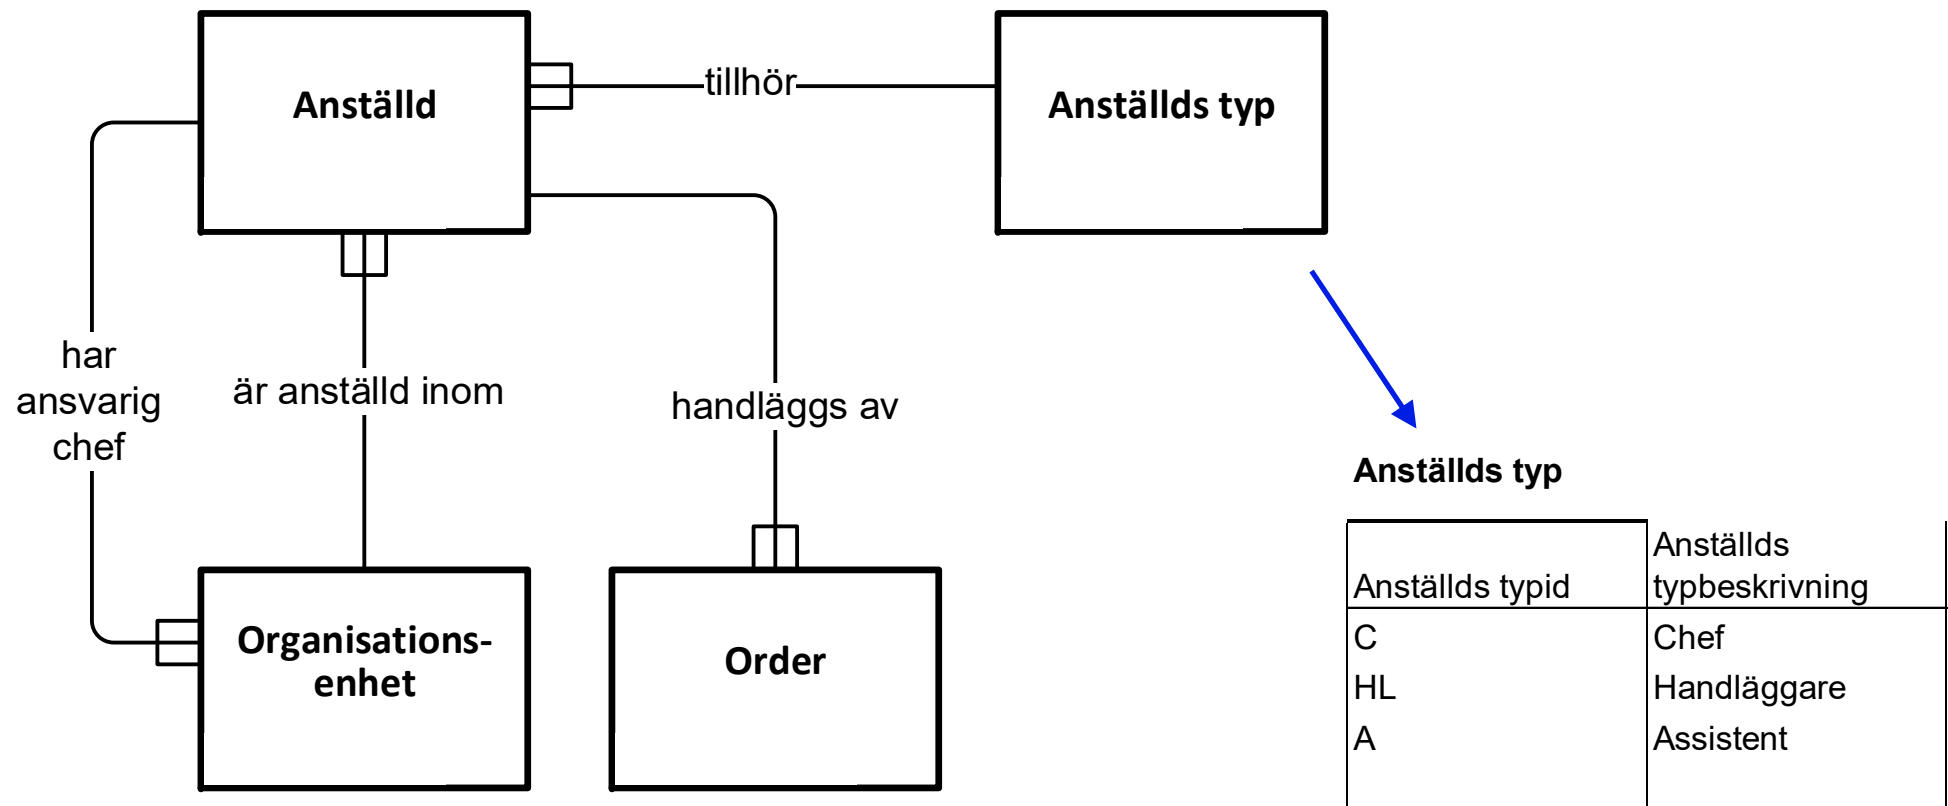 Anställd
tillhör
Anställds typ
har
ansvarig
chef
är anställd inom
handläggs av
Organisations-
enhet
Order
Anställds typ
Anställds typid
Anställds
typbeskrivning
C
Chef
HL
Handläggare
A
Assistent